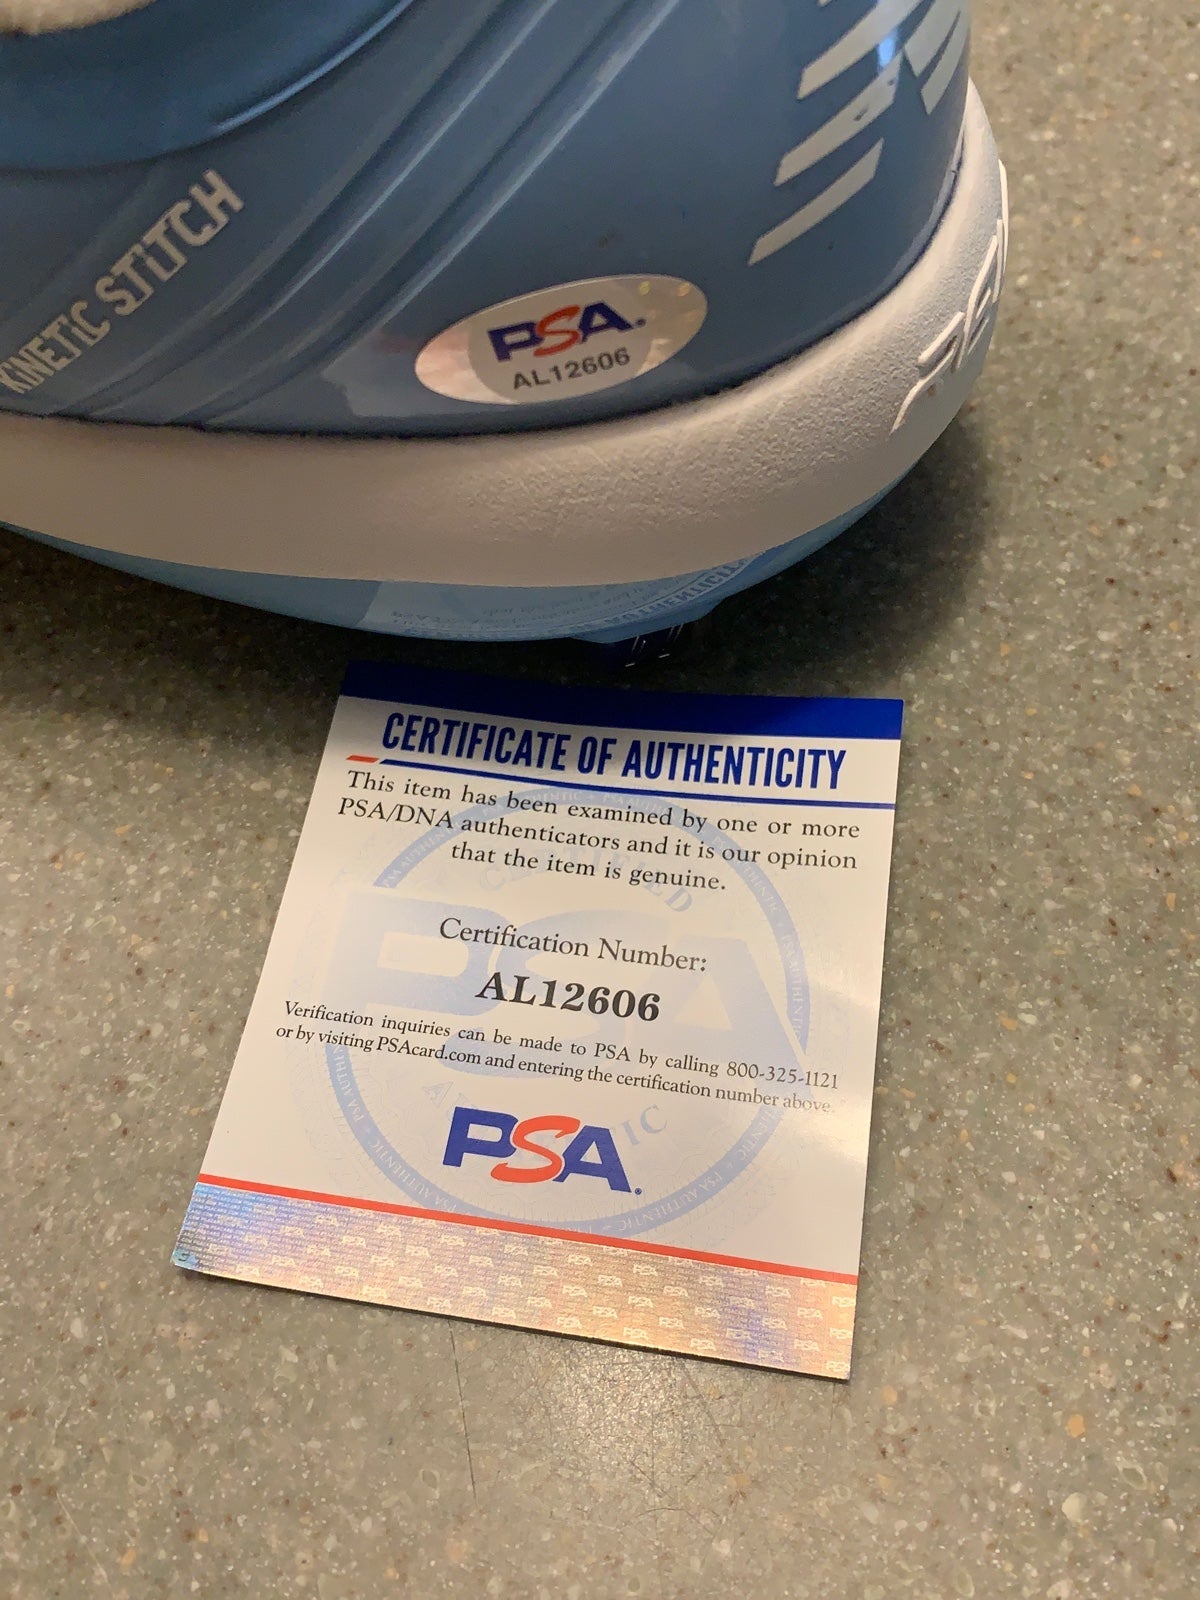 KINETIC STITCH
PSA
AL12606
CERTIFICATE OF AUTHENTICITY
This item has been examined by one or more
PSA/DNA authenticators and it is our opinion
that the item is genuine.
Certification Number:
AL12606
Verification inquiries can be made to PSA by calling 800-325-1121
or by visiting PSAcard.com and entering the certification number above.
PSA